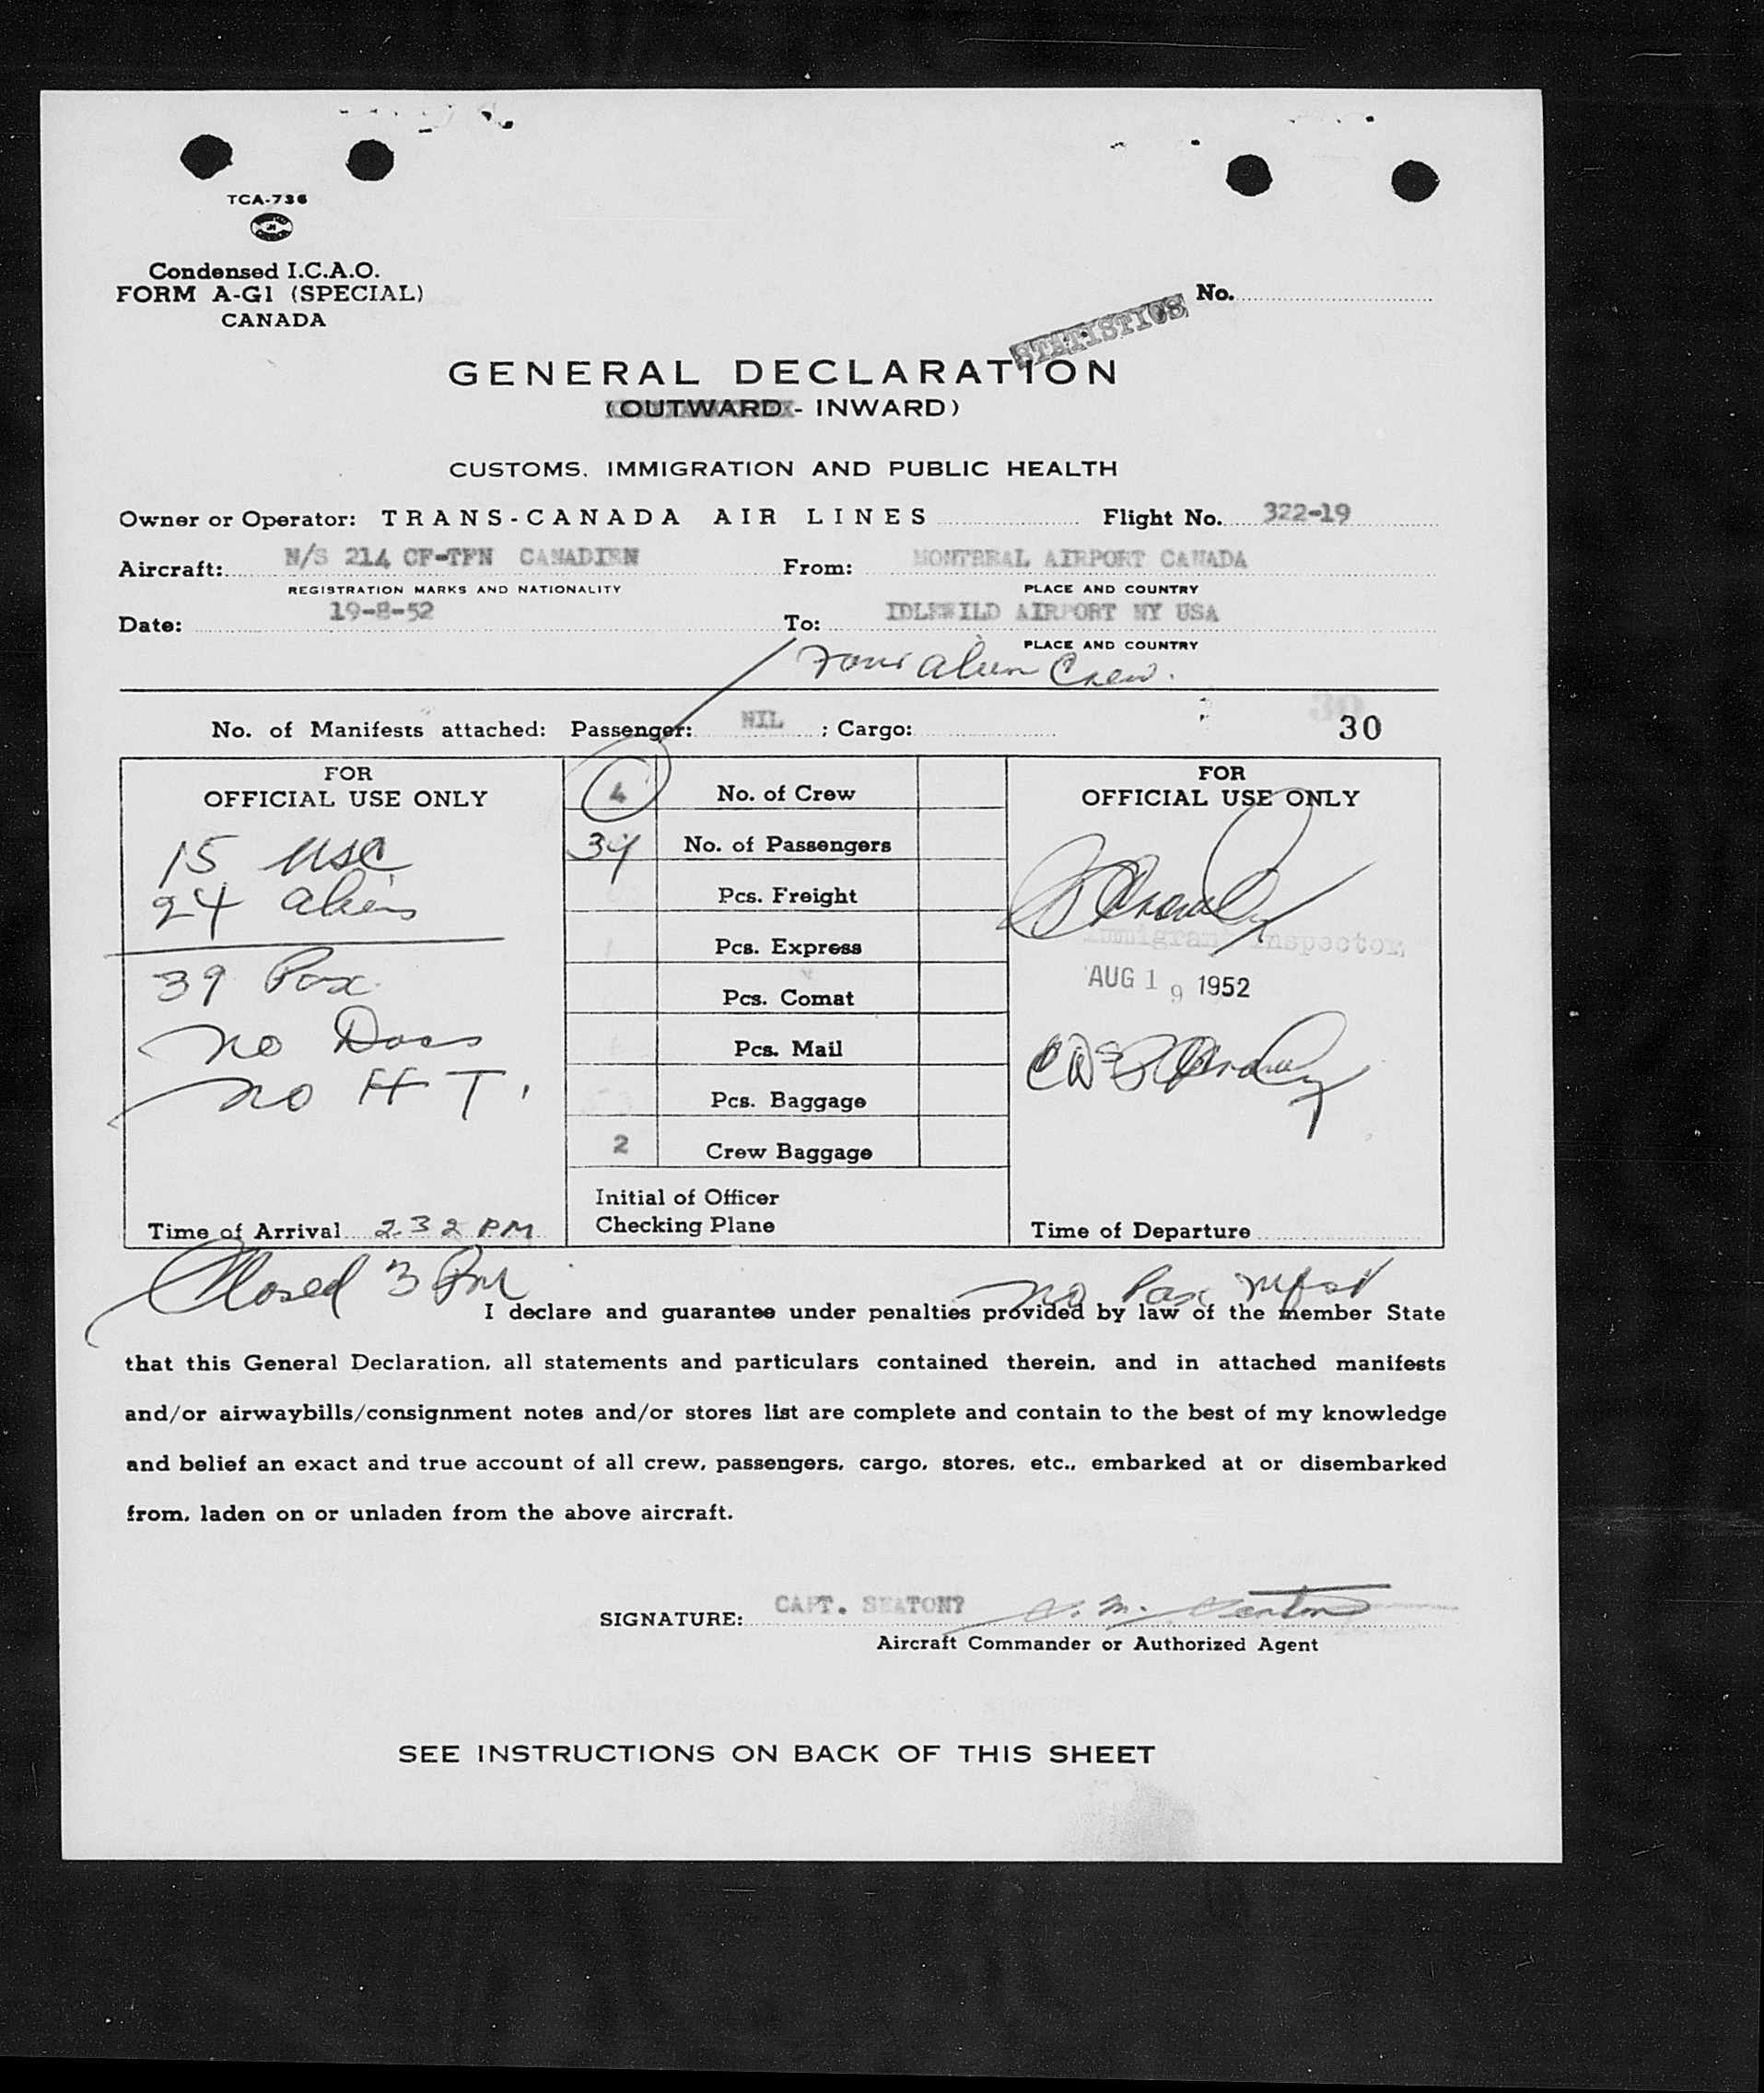 TCA-736
Condensed I.C.A.O.
FORM A-G1 (SPECIAL)
CANADA
No.
STATISTICS
GENERAL DECLARATION
(OUTWARD - INWARD)
CUSTOMS, IMMIGRATION AND PUBLIC HEALTH
Owner or Operator: TRANS-CANADA AIR LINES Flight No. 322-19
Aircraft: N/S 214 CF-TFN CANADIEN From: MONTREAL AIRPORT CANADA
REGISTRATION MARKS AND NATIONALITY PLACE AND COUNTRY
Date: 19-8-52 To: IDLEWILD AIRPORT NY USA
PLACE AND COUNTRY
Four alien Crew.
No. of Manifests attached: Passenger: NIL ; Cargo: 30
FOR
OFFICIAL USE ONLY
15 USC
24 aliens
39 Pax
no Docs
no H T.
Time of Arrival 232 PM
4 No. of Crew
39 No. of Passengers
Pcs. Freight
Pcs. Express
Pcs. Comat
Pcs. Mail
Pcs. Baggage
2 Crew Baggage
Initial of Officer
Checking Plane
FOR
OFFICIAL USE ONLY
Immigrant Inspector
AUG 19 1952
Time of Departure
Closed 3 PM
no Pax mfst
I declare and guarantee under penalties provided by law of the member State
that this General Declaration, all statements and particulars contained therein, and in attached manifests
and/or airwaybills/consignment notes and/or stores list are complete and contain to the best of my knowledge
and belief an exact and true account of all crew, passengers, cargo, stores, etc., embarked at or disembarked
from, laden on or unladen from the above aircraft.
SIGNATURE: CAPT. SEATON?
Aircraft Commander or Authorized Agent
SEE INSTRUCTIONS ON BACK OF THIS SHEET